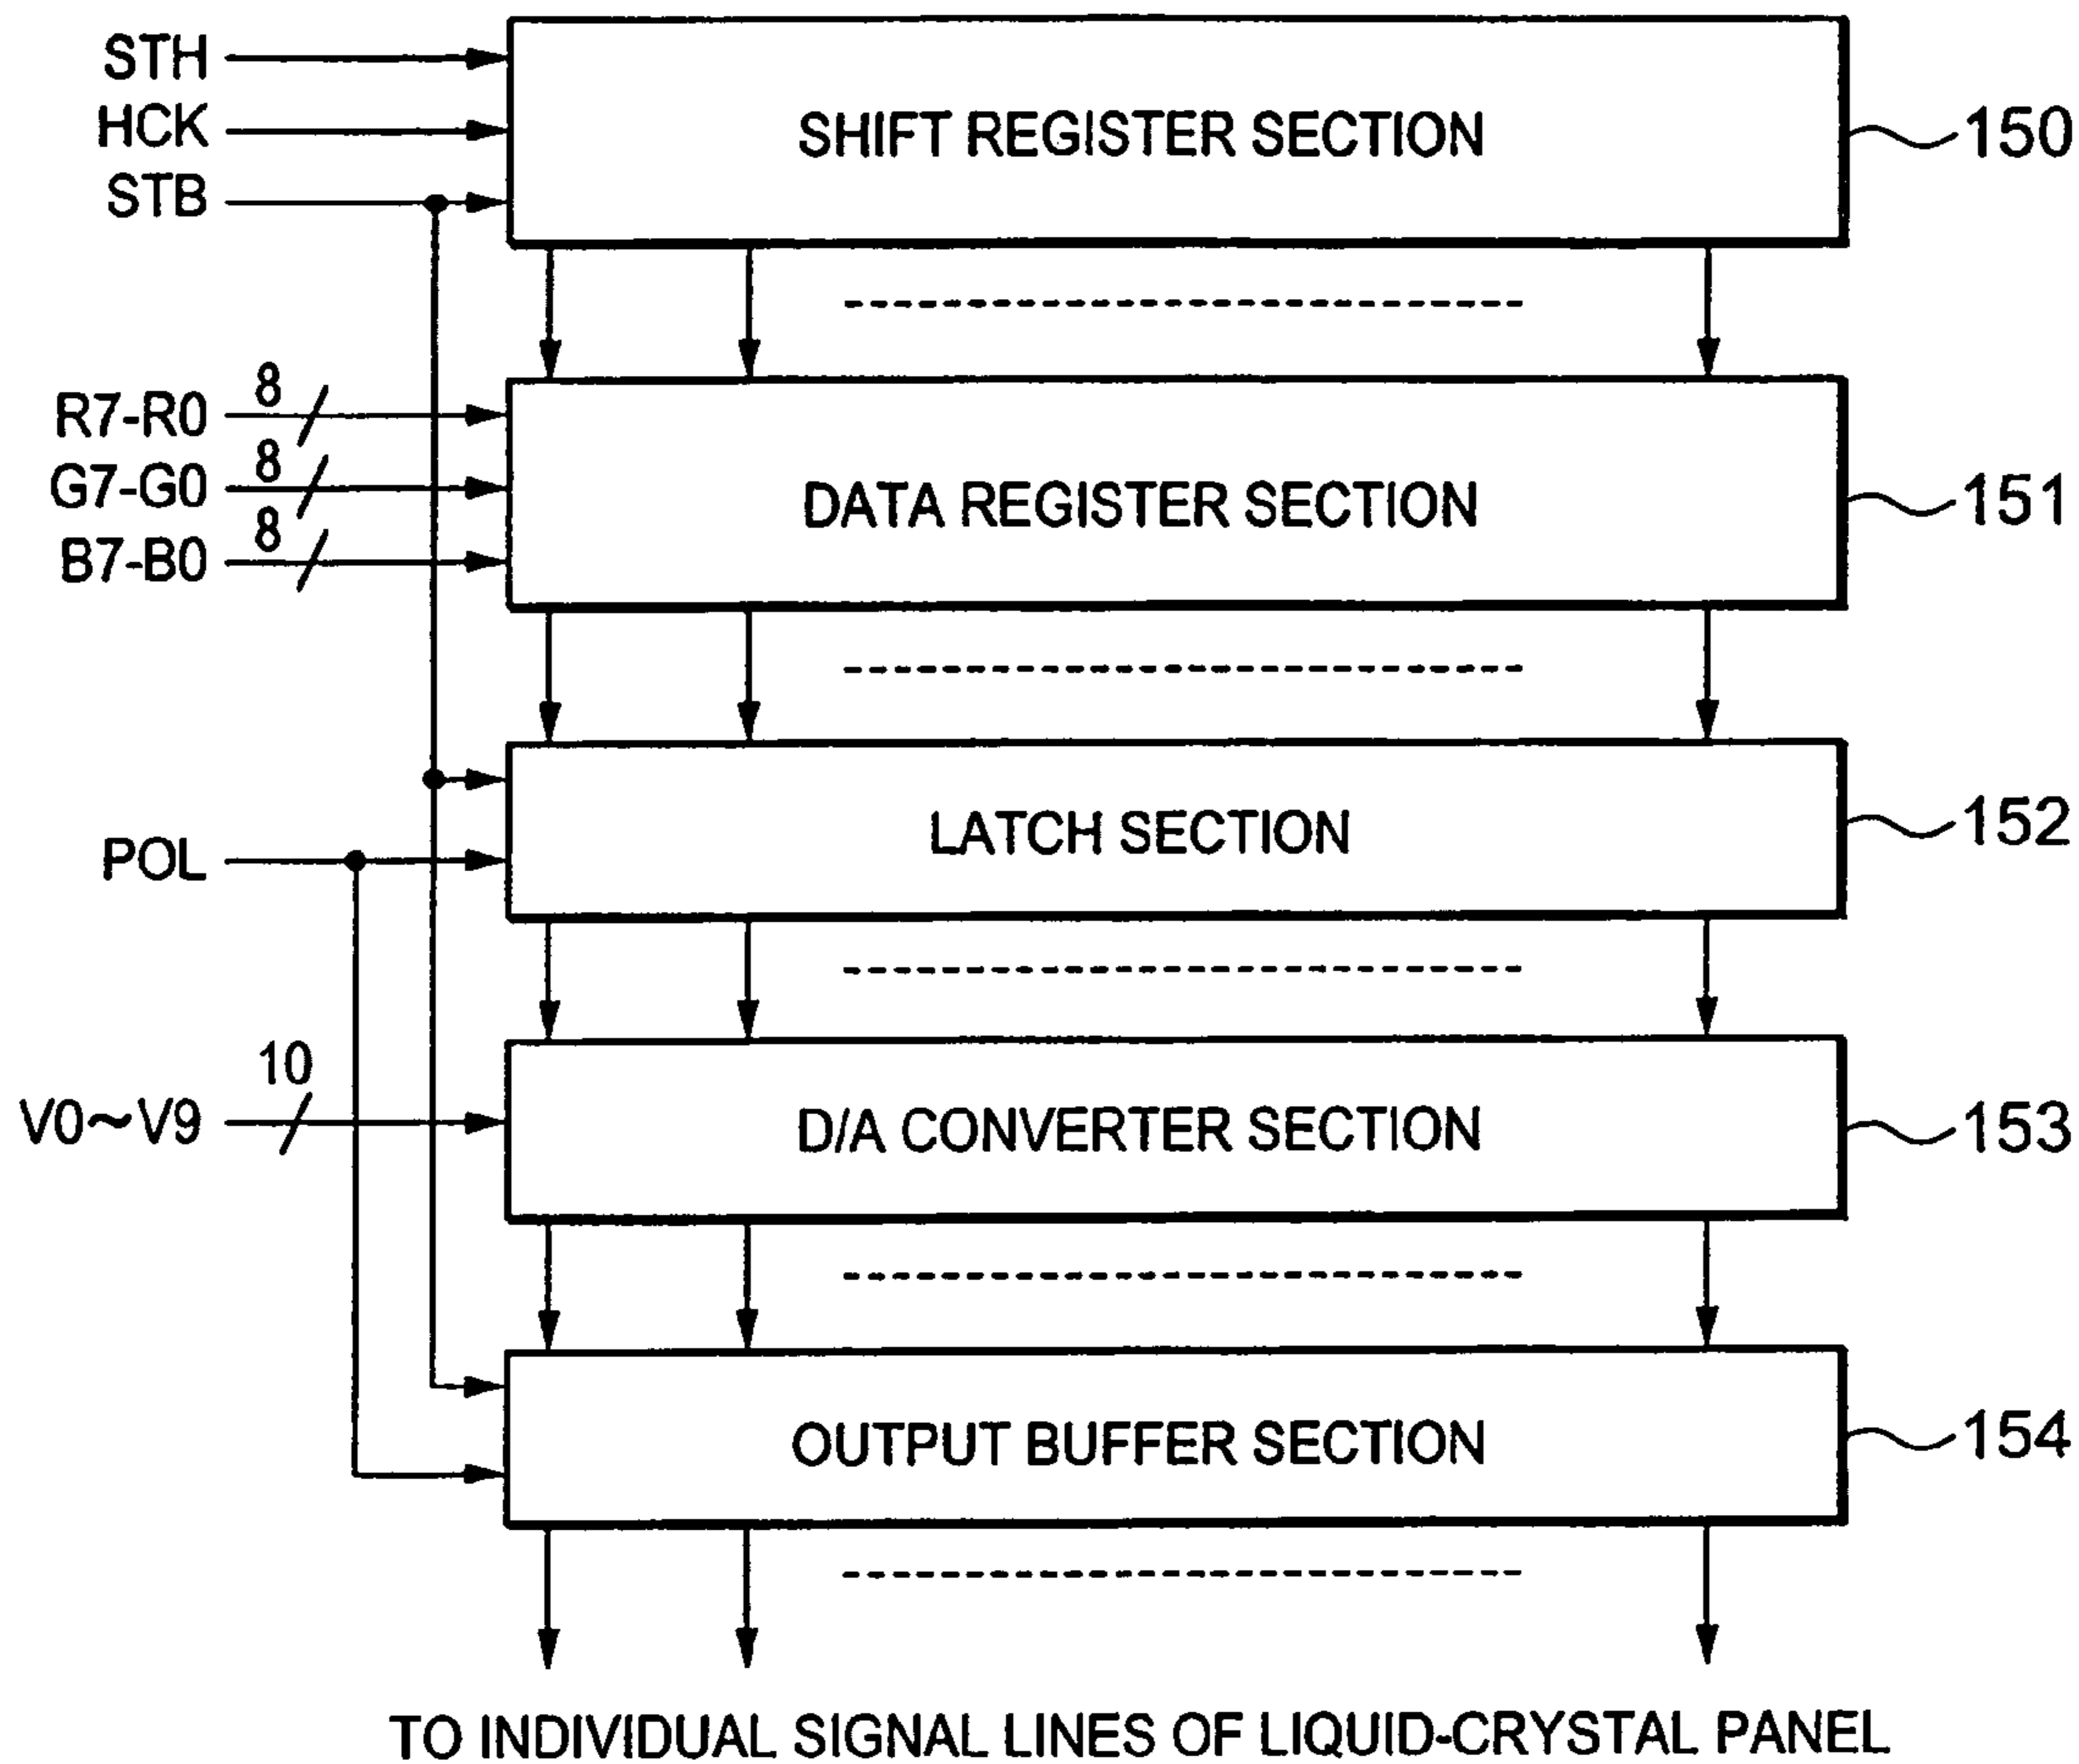 STH
HCK
STB
SHIFT REGISTER SECTION
150
R7-R0
8
G7-G0
8
B7-B0
8
DATA REGISTER SECTION
151
POL
LATCH SECTION
152
V0~V9
10
D/A CONVERTER SECTION
153
OUTPUT BUFFER SECTION
154
TO INDIVIDUAL SIGNAL LINES OF LIQUID-CRYSTAL PANEL